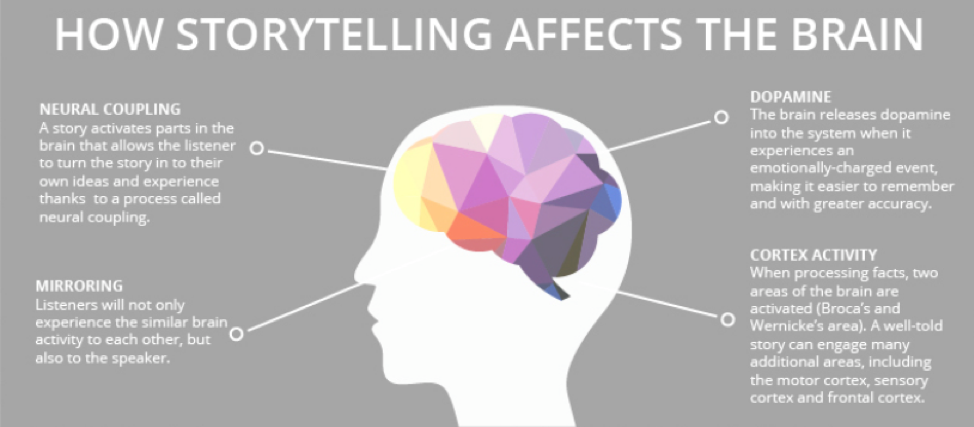 HOW STORYTELLING AFFECTS THE BRAIN
NEURAL COUPLING
A story activates parts in the
brain that allows the listener
to turn the story in to their
own ideas and experience
thanks to a process called
neural coupling.
MIRRORING
Listeners will not only
experience the similar brain
activity to each other, but
also to the speaker.
DOPAMINE
The brain releases dopamine
into the system when it
experiences an
emotionally-charged event,
making it easier to remember
and with greater accuracy.
CORTEX ACTIVITY
When processing facts, two
areas of the brain are
activated (Broca's and
Wernicke's area). A well-told
story can engage many
additional areas, including
the motor cortex, sensory
cortex and frontal cortex.